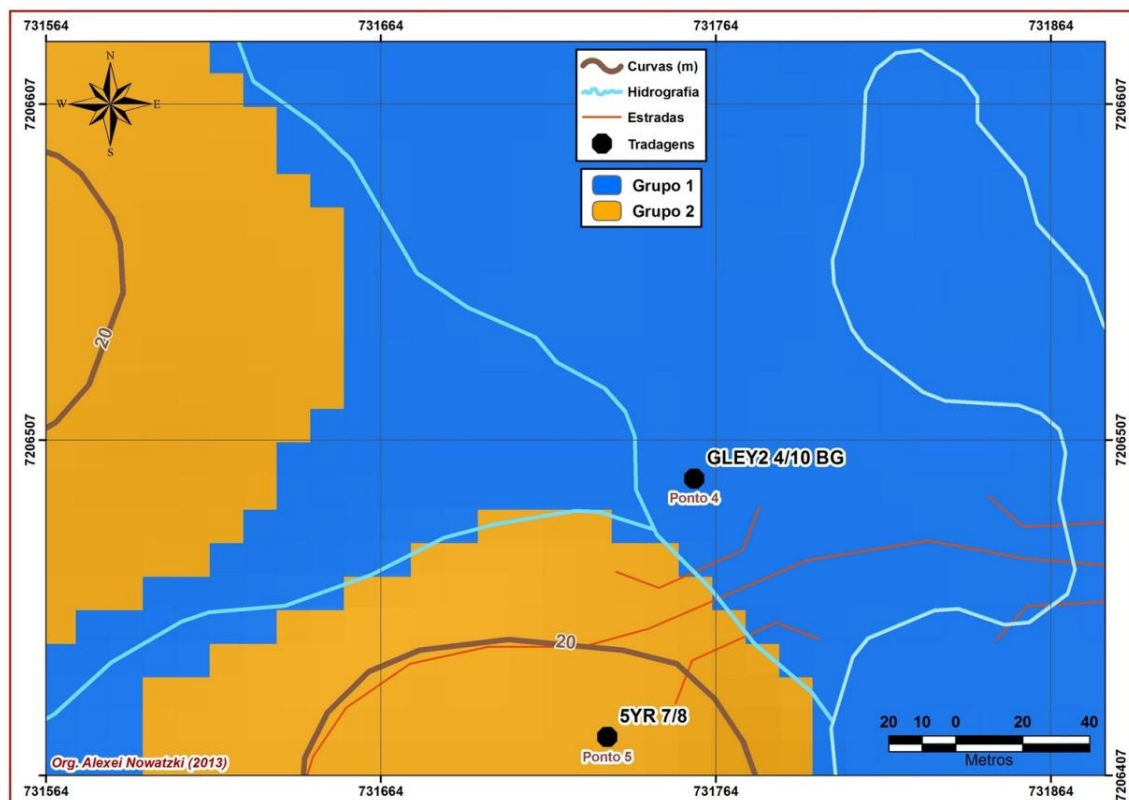 731564 731664 731764 731864
N
W E
S
Curvas (m)
Hidrografia
Estradas
Tradagens
Grupo 1
Grupo 2
7206607 7206607
20
7206507 7206507
GLEY2 4/10 BG
Ponto 4
20
5YR 7/8
Ponto 5
20 10 0 20 40
Metros
Org. Alexei Nowatzki (2013)
7206407
731564 731664 731764 731864